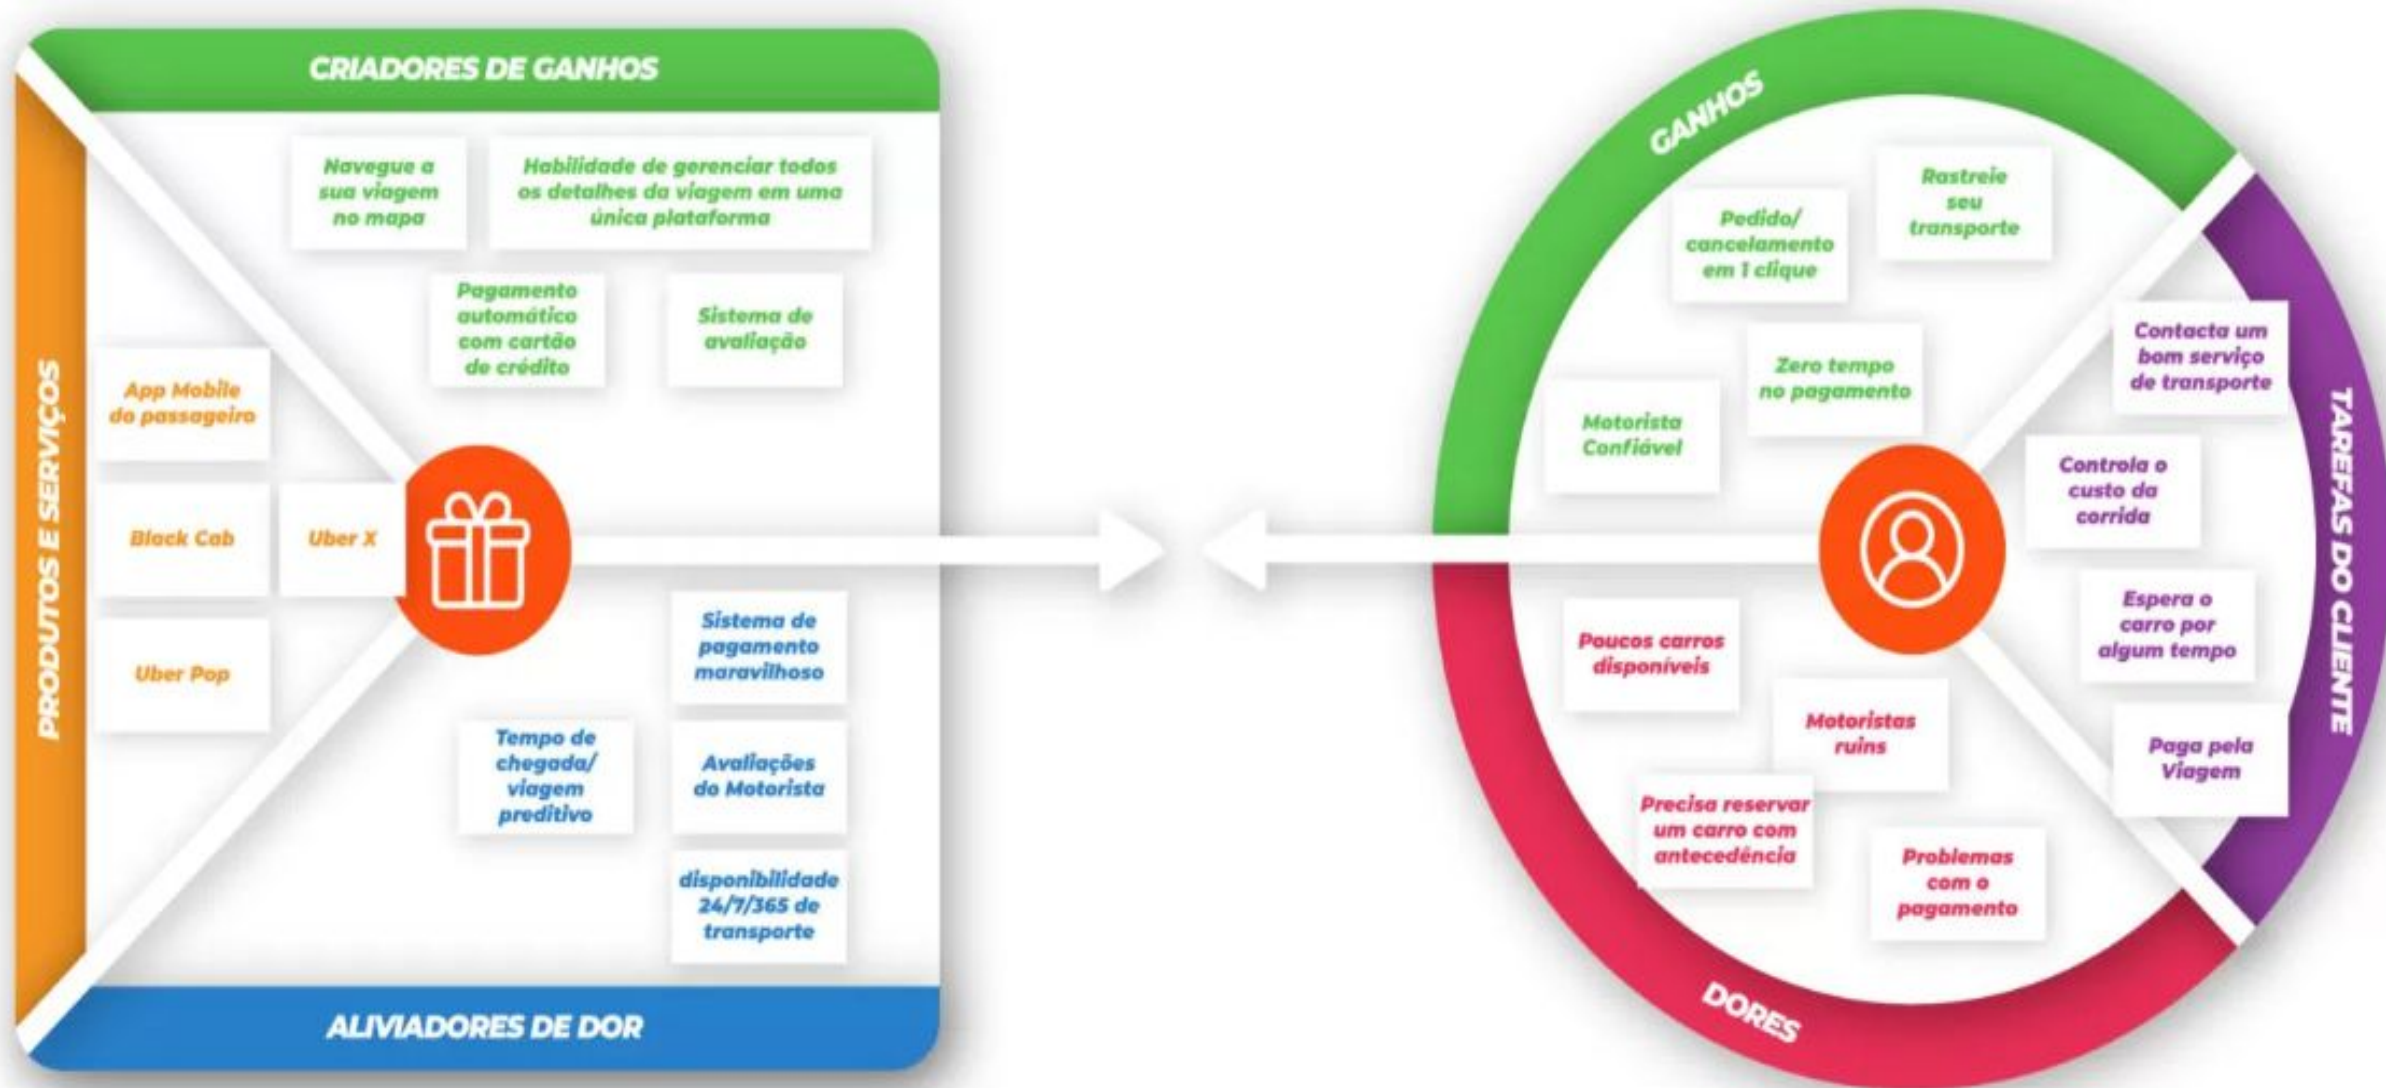 CRIADORES DE GANHOS
Navegue a
sua viagem
no mapa
Habilidade de gerenciar todos
os detalhes da viagem em uma
única plataforma
Pagamento
automático
com cartão
de crédito
Sistema de
avaliação
PRODUTOS E SERVIÇOS
App Mobile
do passageiro
Black Cab
Uber X
Uber Pop
Sistema de
pagamento
maravilhoso
Tempo de
chegada/
viagem
preditivo
Avaliações
do Motorista
disponibilidade
24/7/365 de
transporte
ALIVIADORES DE DOR
GANHOS
Rastreie
seu
transporte
Pedido/
cancelamento
em 1 clique
Zero tempo
no pagamento
Motorista
Confiável
TAREFAS DO CLIENTE
Contacta um
bom serviço
de transporte
Controla o
custo da
corrida
Espera o
carro por
algum tempo
Paga pela
Viagem
Poucos carros
disponíveis
Motoristas
ruins
Precisa reservar
um carro com
antecedência
Problemas
com o
pagamento
DORES